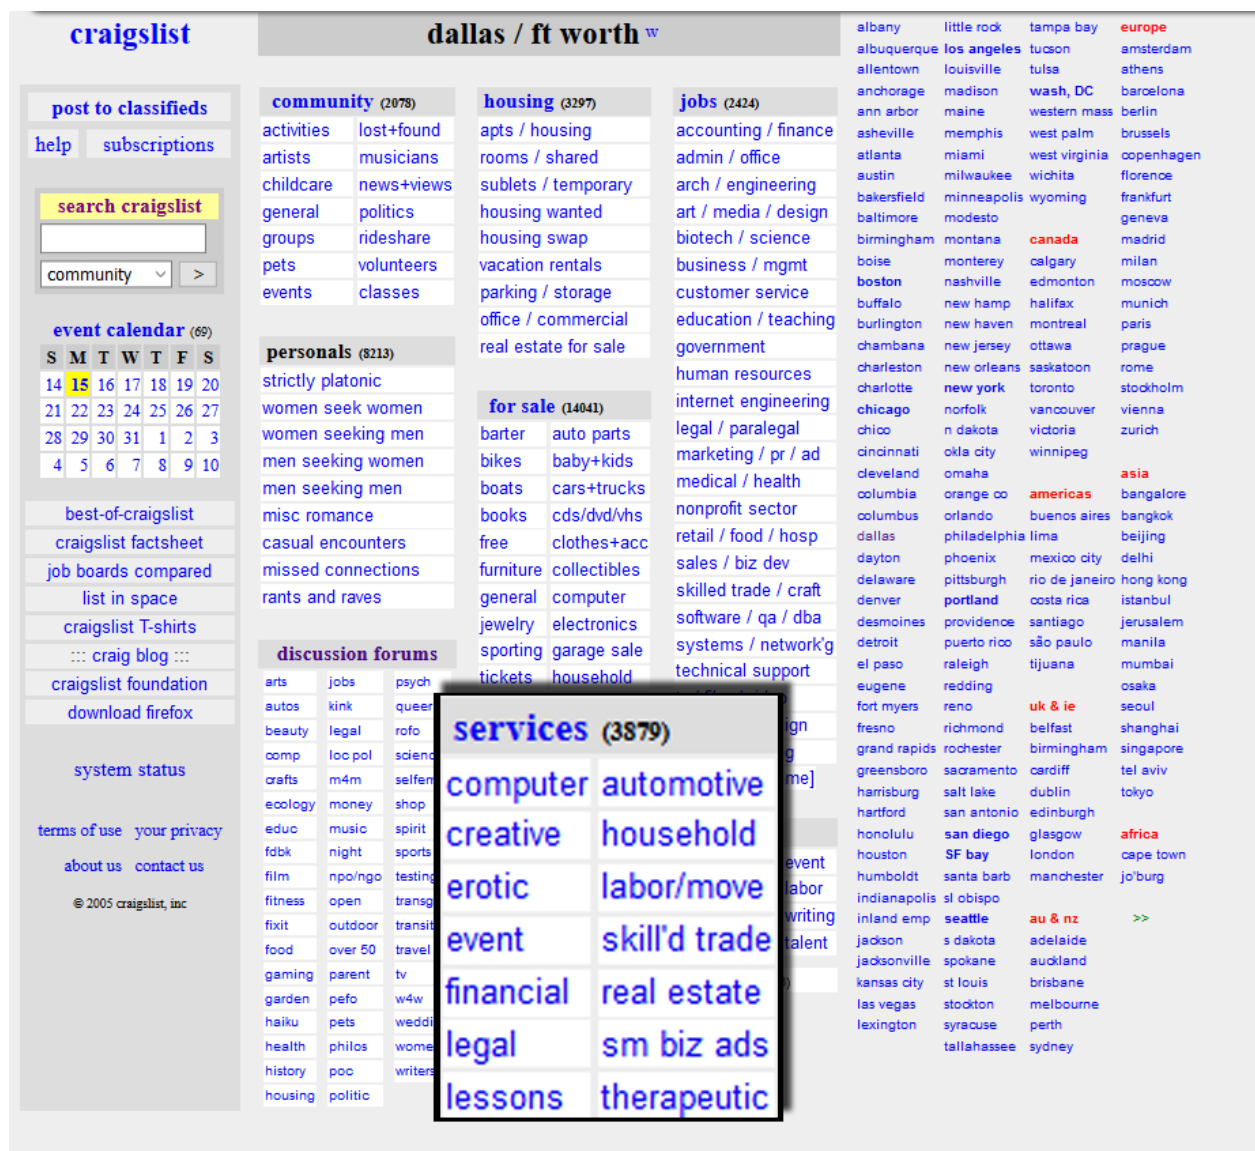 craigslist
post to classifieds
help subscriptions
search craigslist
community >
event calendar (69)
S M T W T F S
14 15 16 17 18 19 20
21 22 23 24 25 26 27
28 29 30 31 1 2 3
4 5 6 7 8 9 10
best-of-craigslist
craigslist factsheet
job boards compared
list in space
craigslist T-shirts
::: craig blog :::
craigslist foundation
download firefox
system status
terms of use your privacy
about us contact us
© 2005 craigslist, inc
dallas / ft worth w
community (2078)
activities lost+found
artists musicians
childcare news+views
general politics
groups rideshare
pets volunteers
events classes
personals (8213)
strictly platonic
women seek women
women seeking men
men seeking women
men seeking men
misc romance
casual encounters
missed connections
rants and raves
discussion forums
arts jobs psych
autos kink queer
beauty legal rofo
comp loc pol
crafts m4m
ecology money shop
educ music spirit
fdbk night sports
film npo/ngo testing
fitness open
fixit outdoor
food over 50 travel
gaming parent tv
garden pefo w4w
haiku pets
health philos
history poc writers
housing politic
housing (3297)
apts / housing
rooms / shared
sublets / temporary
housing wanted
housing swap
vacation rentals
parking / storage
office / commercial
real estate for sale
for sale (14041)
barter auto parts
bikes baby+kids
boats cars+trucks
books cds/dvd/vhs
free clothes+acc
furniture collectibles
general computer
jewelry electronics
sporting garage sale
tickets household
services (3879)
computer automotive
creative household
erotic labor/move
event skill'd trade
financial real estate
legal sm biz ads
lessons therapeutic
jobs (2424)
accounting / finance
admin / office
arch / engineering
art / media / design
biotech / science
business / mgmt
customer service
education / teaching
government
human resources
internet engineering
legal / paralegal
marketing / pr / ad
medical / health
nonprofit sector
retail / food / hosp
sales / biz dev
skilled trade / craft
software / qa / dba
systems / network'g
technical support
event
labor
writing
talent
albany
albuquerque
allentown
anchorage
ann arbor
asheville
atlanta
austin
bakersfield
baltimore
birmingham
boise
boston
buffalo
burlington
chambana
charleston
charlotte
chicago
chico
cincinnati
cleveland
columbia
columbus
dallas
dayton
delaware
denver
desmoines
detroit
el paso
eugene
fort myers
fresno
grand rapids
greensboro
harrisburg
hartford
honolulu
houston
humboldt
indianapolis
inland emp
jackson
jacksonville
kansas city
las vegas
lexington
little rock
los angeles
louisville
madison
maine
memphis
miami
milwaukee
minneapolis
modesto
montana
monterey
nashville
new hamp
new haven
new jersey
new orleans
new york
norfolk
n dakota
okla city
omaha
orange co
orlando
philadelphia
phoenix
pittsburgh
portland
providence
puerto rico
raleigh
redding
reno
richmond
rochester
sacramento
salt lake
san antonio
san diego
SF bay
santa barb
sl obispo
seattle
s dakota
spokane
st louis
stockton
syracuse
tallahassee
tampa bay
tucson
tulsa
wash, DC
western mass
west palm
west virginia
wichita
wyoming
canada
calgary
edmonton
halifax
montreal
ottawa
saskatoon
toronto
vancouver
victoria
winnipeg
americas
buenos aires
lima
mexico city
rio de janeiro
costa rica
santiago
são paulo
tijuana
uk & ie
belfast
birmingham
cardiff
dublin
edinburgh
glasgow
london
manchester
au & nz
adelaide
auckland
brisbane
melbourne
perth
sydney
europe
amsterdam
athens
barcelona
berlin
brussels
copenhagen
florence
frankfurt
geneva
madrid
milan
moscow
munich
paris
prague
rome
stockholm
vienna
zurich
asia
bangalore
bangkok
beijing
delhi
hong kong
istanbul
jerusalem
manila
mumbai
osaka
seoul
shanghai
singapore
tel aviv
tokyo
africa
cape town
jo'burg
>>